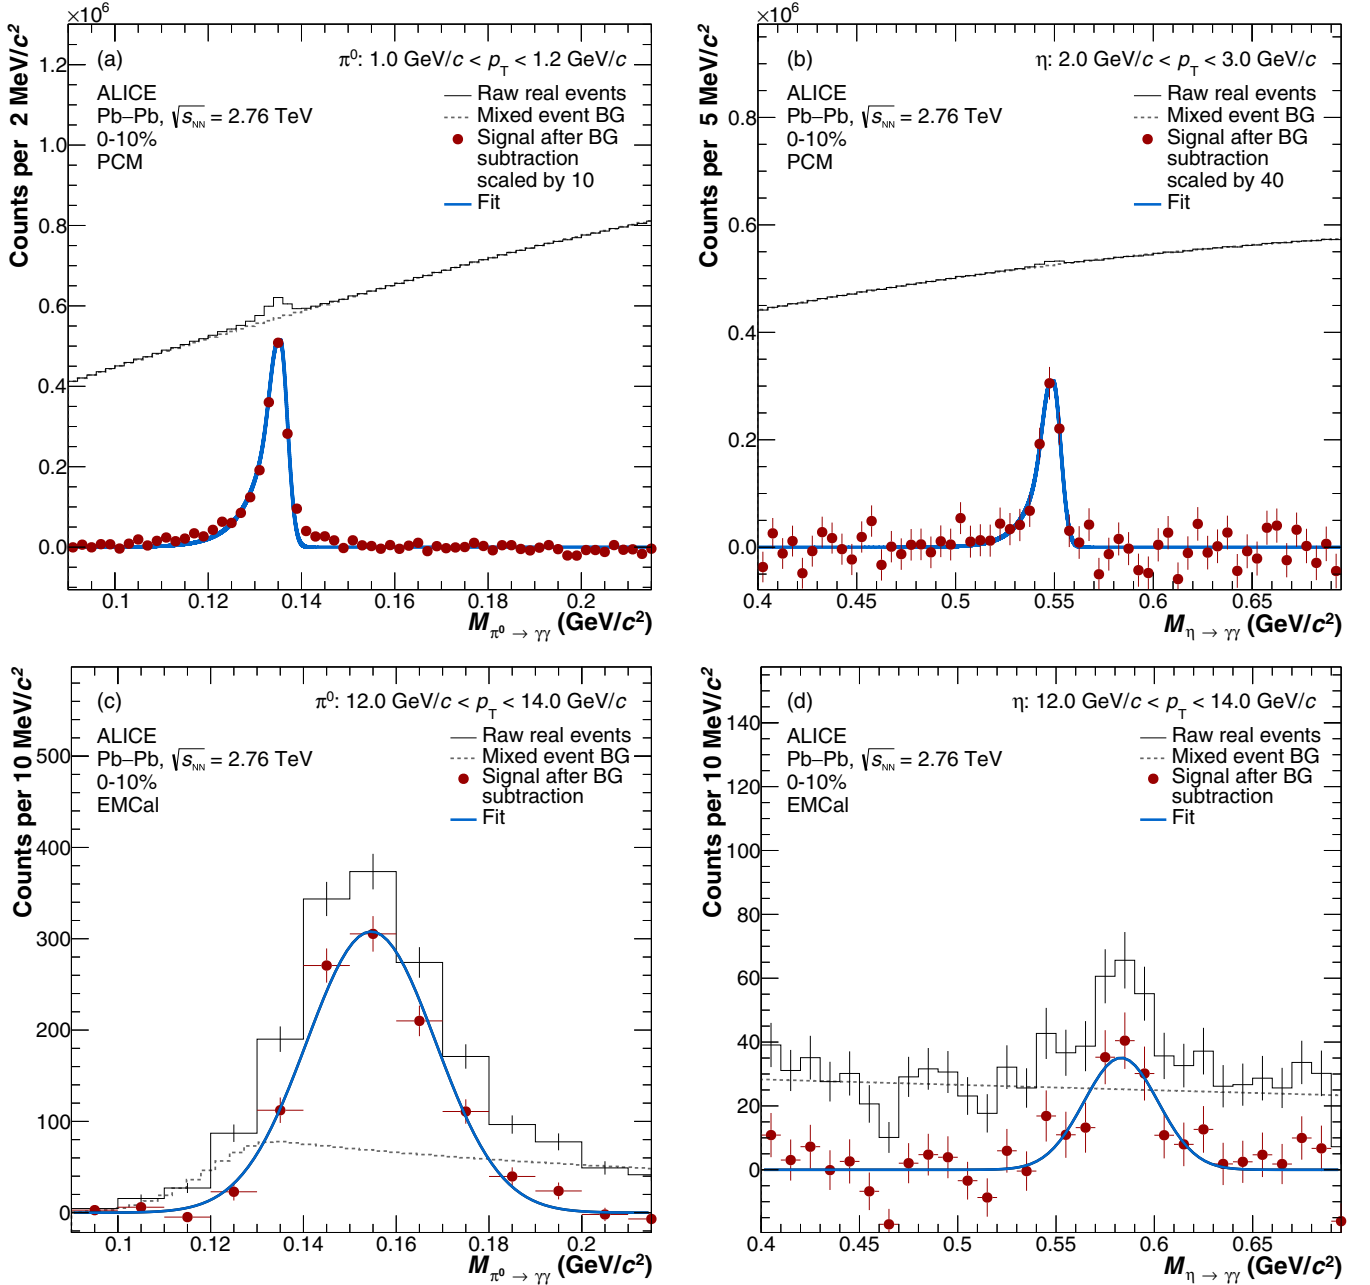 ×10⁶
(a)
π⁰: 1.0 GeV/c < p_T < 1.2 GeV/c
ALICE
Pb–Pb, √s_NN = 2.76 TeV
0-10%
PCM
Raw real events
Mixed event BG
Signal after BG
subtraction
scaled by 10
Fit
Counts per 2 MeV/c²
1.2
1.0
0.8
0.6
0.4
0.2
0.0
0.1
0.12
0.14
0.16
0.18
0.2
M_π⁰ → γγ (GeV/c²)
×10⁶
(b)
η: 2.0 GeV/c < p_T < 3.0 GeV/c
ALICE
Pb–Pb, √s_NN = 2.76 TeV
0-10%
PCM
Raw real events
Mixed event BG
Signal after BG
subtraction
scaled by 40
Fit
Counts per 5 MeV/c²
0.8
0.6
0.4
0.2
0.0
0.4
0.45
0.5
0.55
0.6
0.65
M_η → γγ (GeV/c²)
(c)
π⁰: 12.0 GeV/c < p_T < 14.0 GeV/c
ALICE
Pb–Pb, √s_NN = 2.76 TeV
0-10%
EMCal
Raw real events
Mixed event BG
Signal after BG
subtraction
Fit
Counts per 10 MeV/c²
500
400
300
200
100
0
0.1
0.12
0.14
0.16
0.18
0.2
M_π⁰ → γγ (GeV/c²)
(d)
η: 12.0 GeV/c < p_T < 14.0 GeV/c
ALICE
Pb–Pb, √s_NN = 2.76 TeV
0-10%
EMCal
Raw real events
Mixed event BG
Signal after BG
subtraction
Fit
Counts per 10 MeV/c²
140
120
100
80
60
40
20
0
0.4
0.45
0.5
0.55
0.6
0.65
M_η → γγ (GeV/c²)